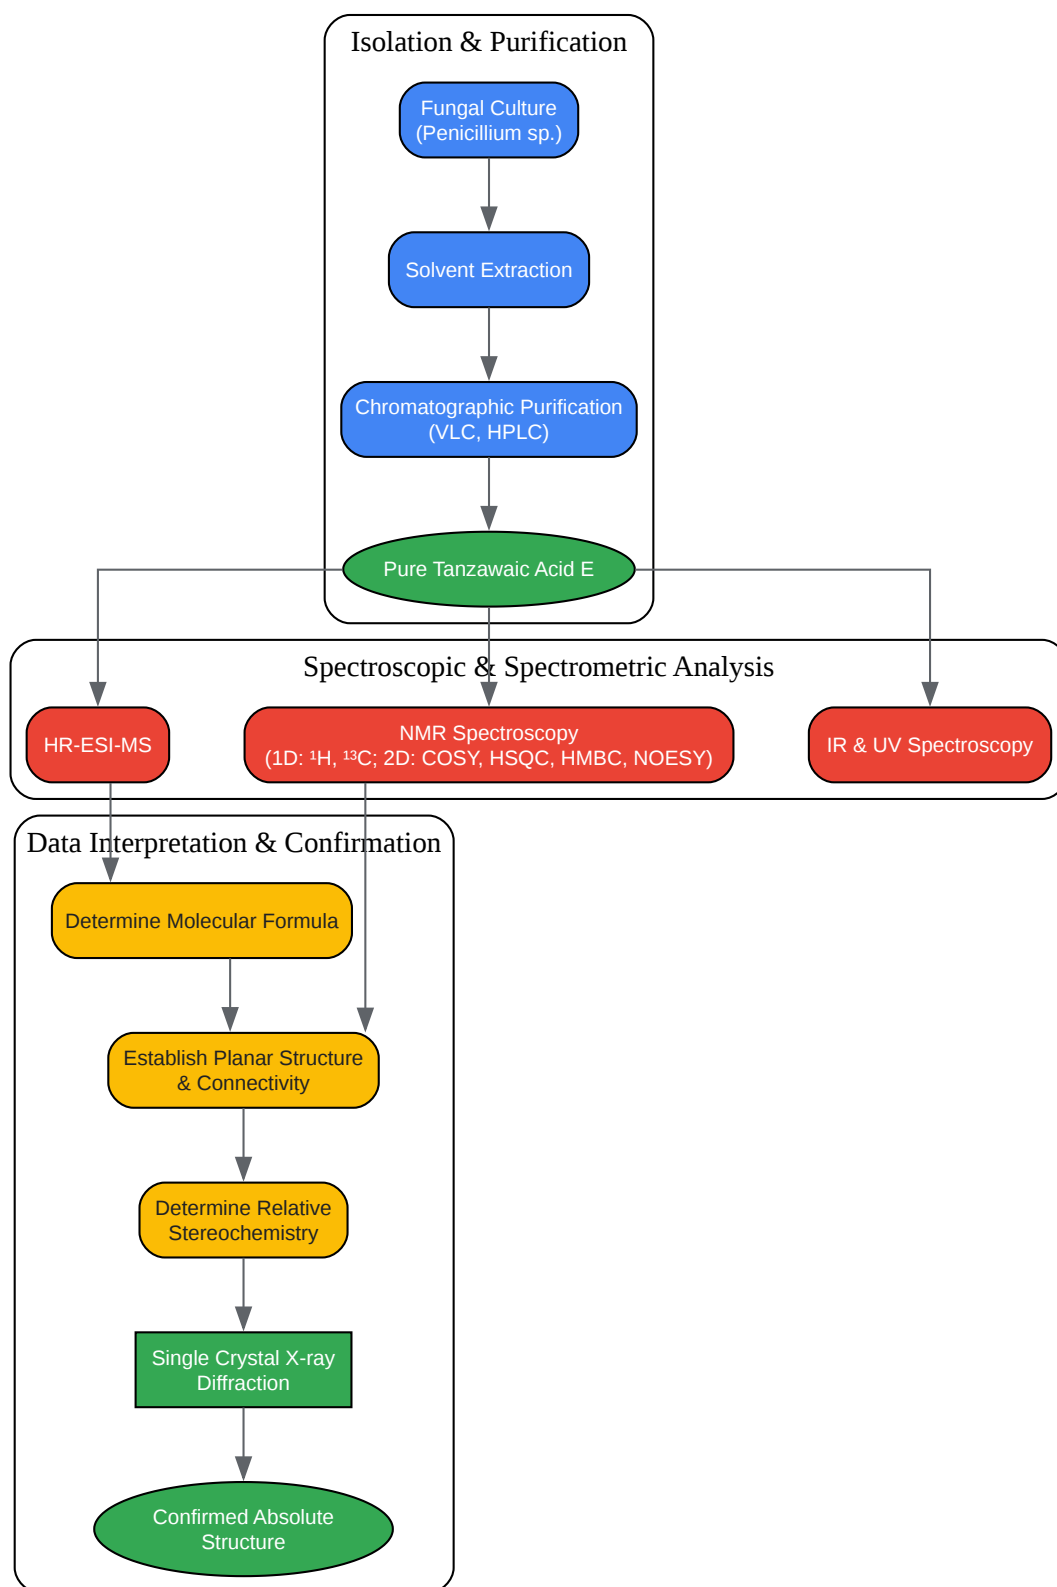 Isolation & Purification
Fungal Culture
(Penicillium sp.)
Solvent Extraction
Chromatographic Purification
(VLC, HPLC)
Pure Tanzawaic Acid E
Spectroscopic & Spectrometric Analysis
HR-ESI-MS
NMR Spectroscopy
(1D: ¹H, ¹³C; 2D: COSY, HSQC, HMBC, NOESY)
IR & UV Spectroscopy
Data Interpretation & Confirmation
Determine Molecular Formula
Establish Planar Structure
& Connectivity
Determine Relative
Stereochemistry
Single Crystal X-ray
Diffraction
Confirmed Absolute
Structure